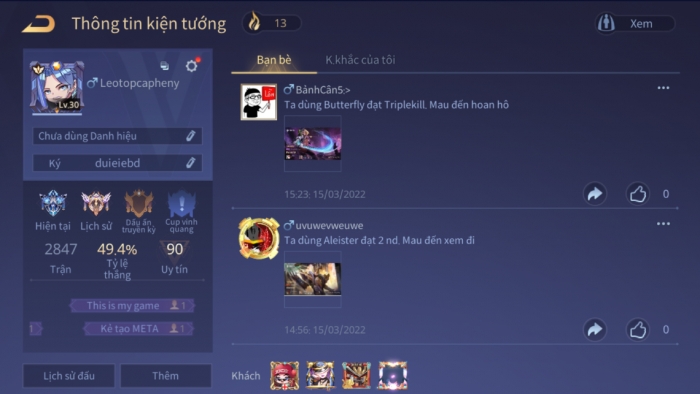 Thông tin kiện tướng
13
Xem
Leotopcapheny
Lv.30
Chưa dùng Danh hiệu
Ký duieiebd
Hiện tại
Lịch sử
Dấu ấn truyền kỳ
Cup vinh quang
2847
Trận
49.4%
Tỷ lệ thắng
90
Uy tín
This is my game 1
1
Kẻ tạo META 1
Lịch sử đấu
Thêm
Bạn bè
K.khắc của tôi
BảnhCăn5:>
Ta dùng Butterfly đạt Triplekill. Mau đến hoan hô
15:23: 15/03/2022
0
uvuwevweuwe
Ta dùng Aleister đạt 2 nd. Mau đến xem đi
14:56: 15/03/2022
0
Khách